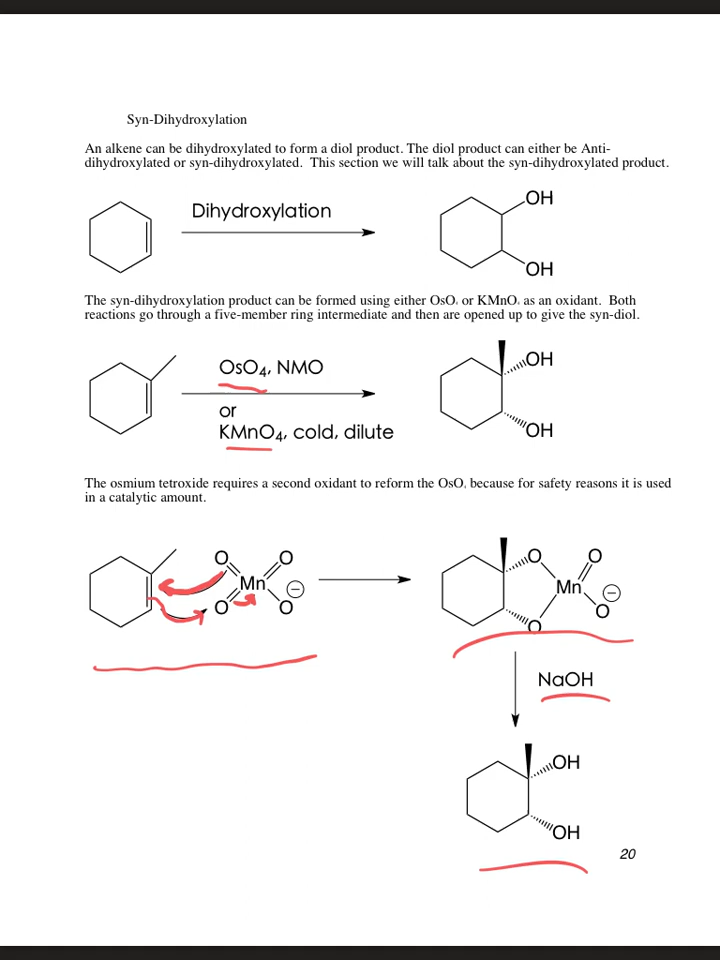 Syn-Dihydroxylation
An alkene can be dihydroxylated to form a diol product. The diol product can either be Anti-
dihydroxylated or syn-dihydroxylated. This section we will talk about the syn-dihydroxylated product.
Dihydroxylation
OH
OH
The syn-dihydroxylation product can be formed using either OsO₄ or KMnO₄ as an oxidant. Both
reactions go through a five-member ring intermediate and then are opened up to give the syn-diol.
OsO₄, NMO
or
KMnO₄, cold, dilute
OH
OH
The osmium tetroxide requires a second oxidant to reform the OsO₄ because for safety reasons it is used
in a catalytic amount.
O O
Mn
O O
−
O O
Mn
O O
−
NaOH
OH
OH
20